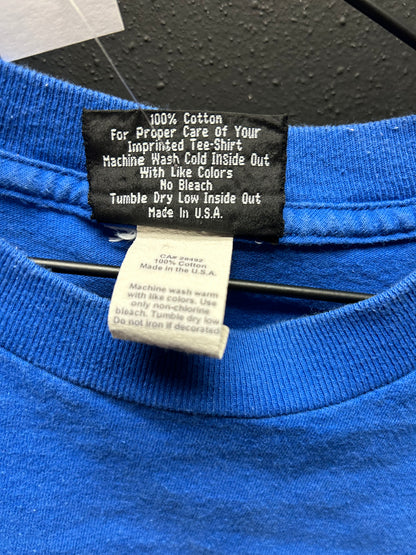 100% Cotton
For Proper Care Of Your
Imprinted Tee-Shirt
Machine Wash Cold Inside Out
With Like Colors
No Bleach
Tumble Dry Low Inside Out
Made In U.S.A.
CA# 28492
100% Cotton
Made in the U.S.A.
Machine wash warm
with like colors. Use
only non-chlorine
bleach. Tumble dry low
Do not iron if decorated